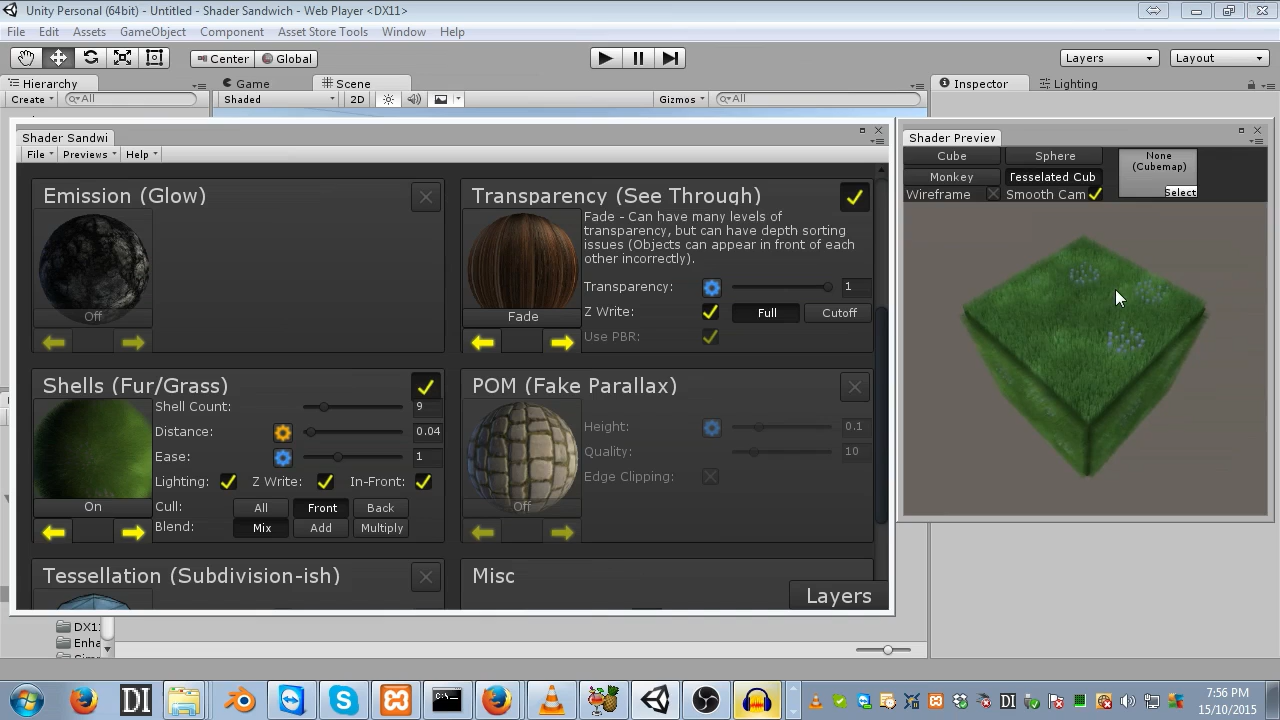 Unity Personal (64bit) - Untitled - Shader Sandwich - Web Player <DX11>
File Edit Assets GameObject Component Asset Store Tools Window Help
Center Global Layers Layout
Hierarchy Game Scene Inspector Lighting
Create All Shaded 2D Gizmos All
Shader Sandwi
File Previews Help
Emission (Glow)
Off
Transparency (See Through)
Fade - Can have many levels of
transparency, but can have depth sorting
issues (Objects can appear in front of each
other incorrectly).
Transparency: 1
Z Write: Full Cutoff
Use PBR:
Fade
Shells (Fur/Grass)
Shell Count: 9
Distance: 0.04
Ease: 1
Lighting: Z Write: In-Front:
Cull: All Front Back
Blend: Mix Add Multiply
On
POM (Fake Parallax)
Height: 0.1
Quality: 10
Edge Clipping:
Off
Tessellation (Subdivision-ish)
Misc
Layers
Shader Preview
Cube Sphere
Monkey Tesselated Cub
Wireframe Smooth Cam
None
(Cubemap)
Select
DX11
Enha
DI
DI
7:56 PM
15/10/2015